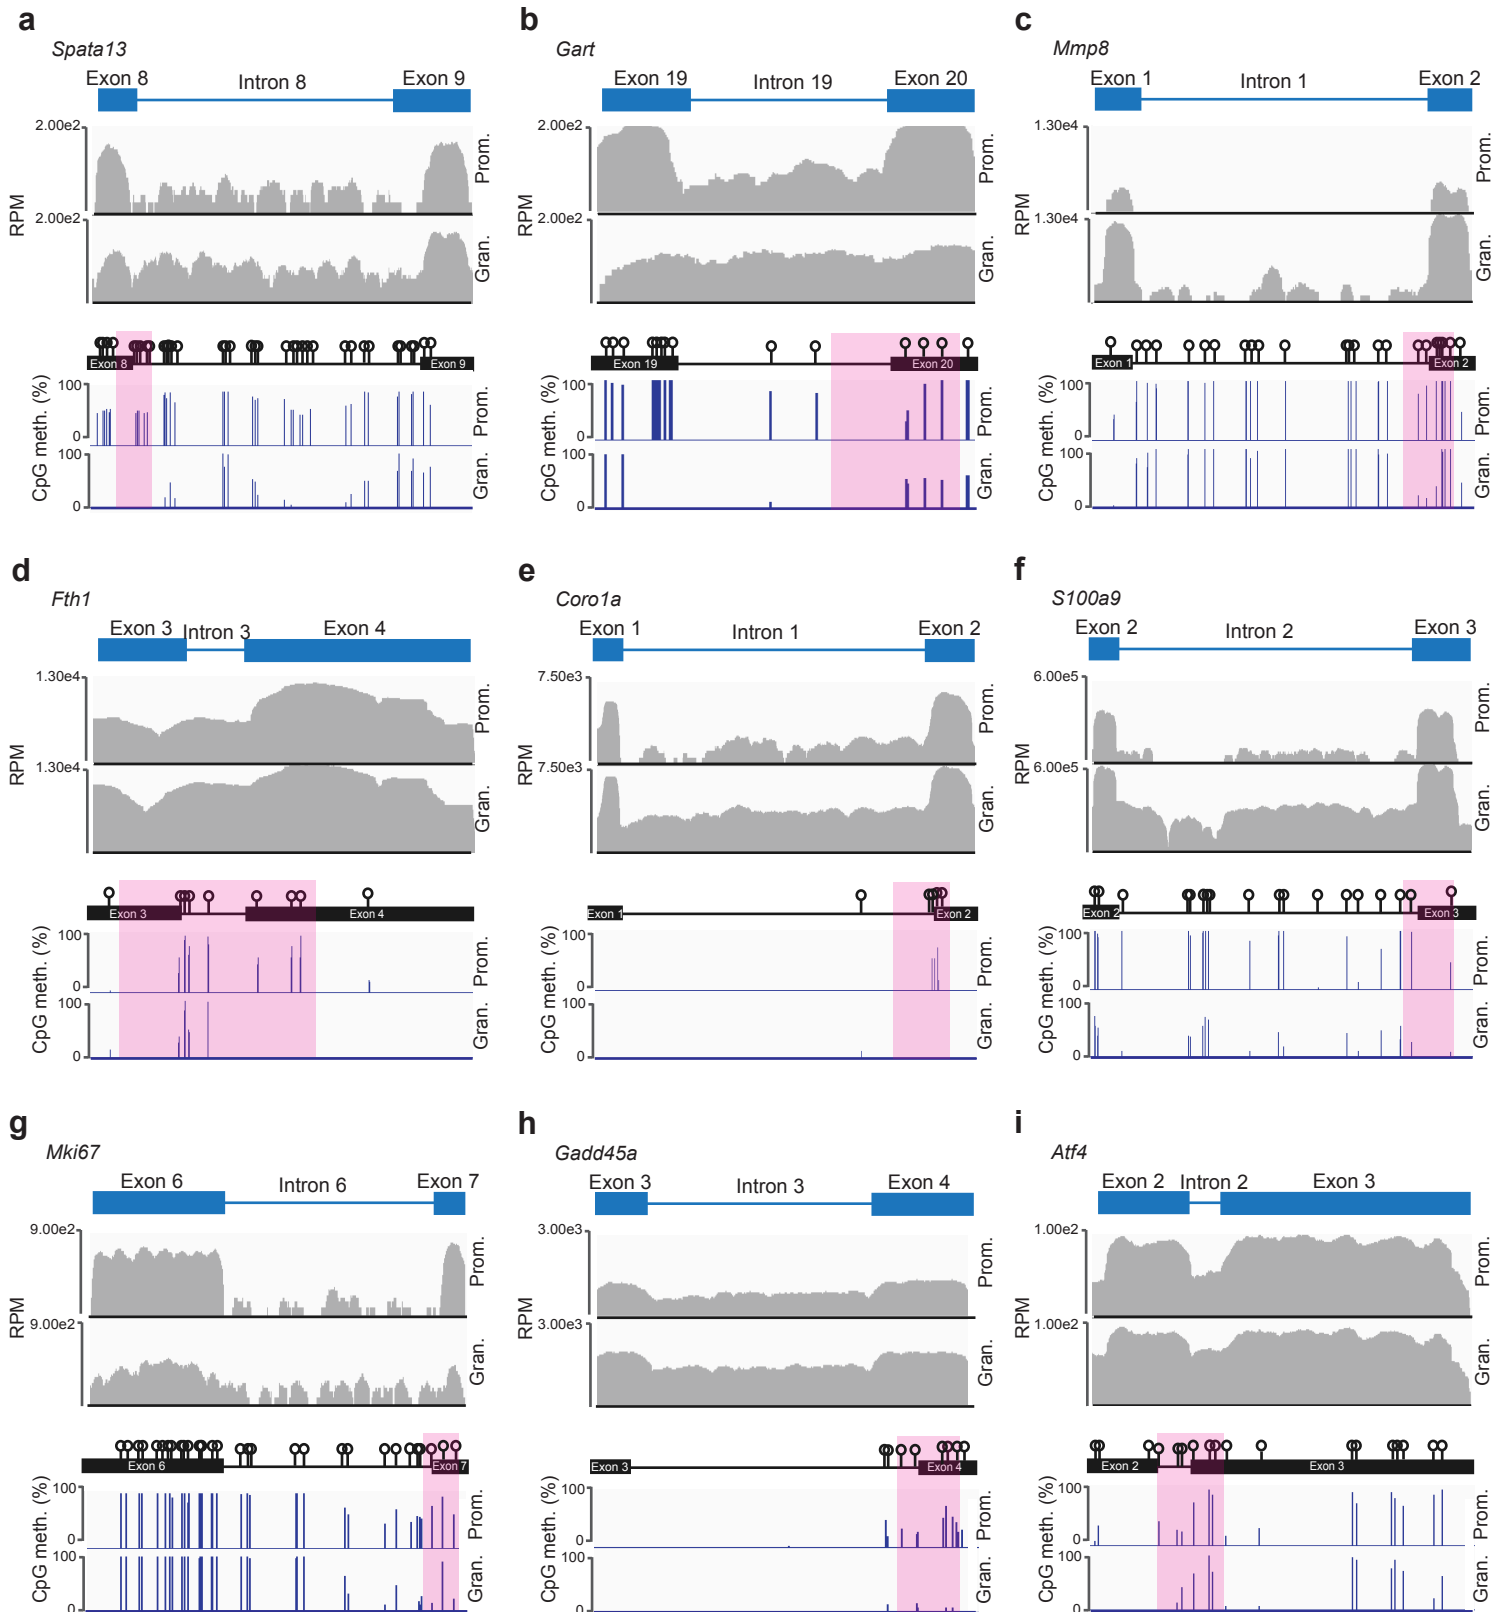 a
Spata13
Exon 8 Intron 8 Exon 9
2.00e2
Prom.
RPM
2.00e2
Gran.
Exon 8 Exon 9
CpG meth. (%)
100
0
Prom.
100
0
Gran.
b
Gart
Exon 19 Intron 19 Exon 20
2.00e2
Prom.
RPM
2.00e2
Gran.
Exon 19 Exon 20
CpG meth. (%)
100
0
Prom.
100
0
Gran.
c
Mmp8
Exon 1 Intron 1 Exon 2
1.30e4
Prom.
RPM
1.30e4
Gran.
Exon 1 Exon 2
CpG meth. (%)
100
0
Prom.
100
0
Gran.
d
Fth1
Exon 3 Intron 3 Exon 4
1.30e4
Prom.
RPM
1.30e4
Gran.
Exon 3 Exon 4
CpG meth. (%)
100
0
Prom.
100
0
Gran.
e
Coro1a
Exon 1 Intron 1 Exon 2
7.50e3
Prom.
RPM
7.50e3
Gran.
Exon 1 Exon 2
CpG meth. (%)
100
0
Prom.
100
0
Gran.
f
S100a9
Exon 2 Intron 2 Exon 3
6.00e5
Prom.
RPM
6.00e5
Gran.
Exon 2 Exon 3
CpG meth. (%)
100
0
Prom.
100
0
Gran.
g
Mki67
Exon 6 Intron 6 Exon 7
9.00e2
Prom.
RPM
9.00e2
Gran.
Exon 6 Exon 7
CpG meth. (%)
100
0
Prom.
100
0
Gran.
h
Gadd45a
Exon 3 Intron 3 Exon 4
3.00e3
Prom.
RPM
3.00e3
Gran.
Exon 3 Exon 4
CpG meth. (%)
100
0
Prom.
100
0
Gran.
i
Atf4
Exon 2 Intron 2 Exon 3
1.00e2
Prom.
RPM
1.00e2
Gran.
Exon 2 Exon 3
CpG meth. (%)
100
0
Prom.
100
0
Gran.